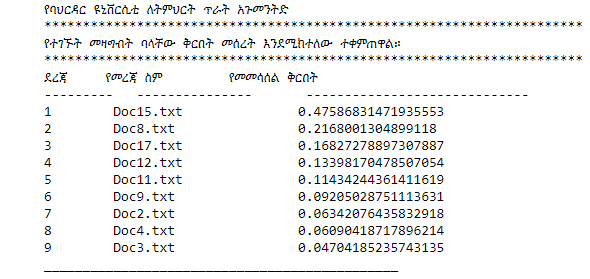 የባህርዳር ዩኒቨርሲቲ ለትምህርት ጥራት አጉመንትድ
**********************************************************************
የተገኙት መዛግብት ባላቸው ቅርበት መሰረት እንደሚከተለው ተቀምጠዋል።
**********************************************************************
ደረጃ የመረጃ ስም የመመሳሰል ቅርበት
--------- --------------- -----------------------------
1 Doc15.txt 0.47586831471935553
2 Doc8.txt 0.2168001304899118
3 Doc17.txt 0.16827278897307887
4 Doc12.txt 0.13398170478507054
5 Doc11.txt 0.11434244361411619
6 Doc9.txt 0.09205028751113631
7 Doc2.txt 0.06342076435832918
8 Doc4.txt 0.06090418717896214
9 Doc3.txt 0.04704185235743135
______________________________________________